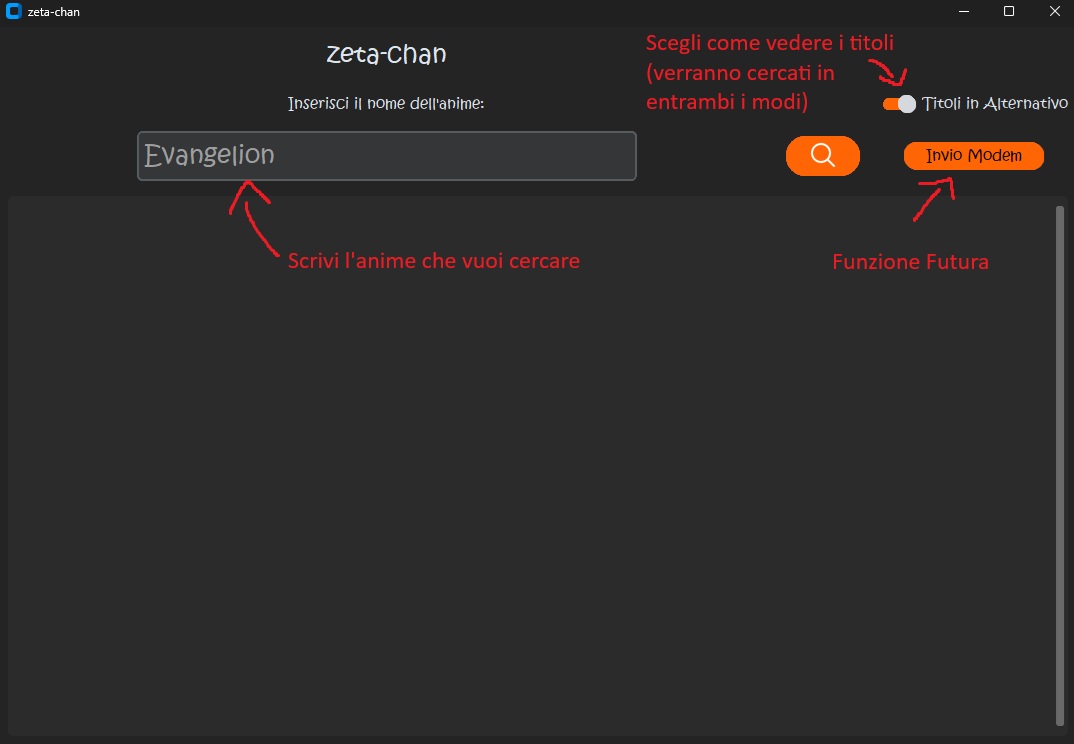 zeta-chan
Zeta-Chan
Scegli come vedere i titoli
(verranno cercati in
entrambi i modi)
Inserisci il nome dell'anime:
Titoli in Alternativo
Evangelion
Invio Modem
Scrivi l'anime che vuoi cercare
Funzione Futura